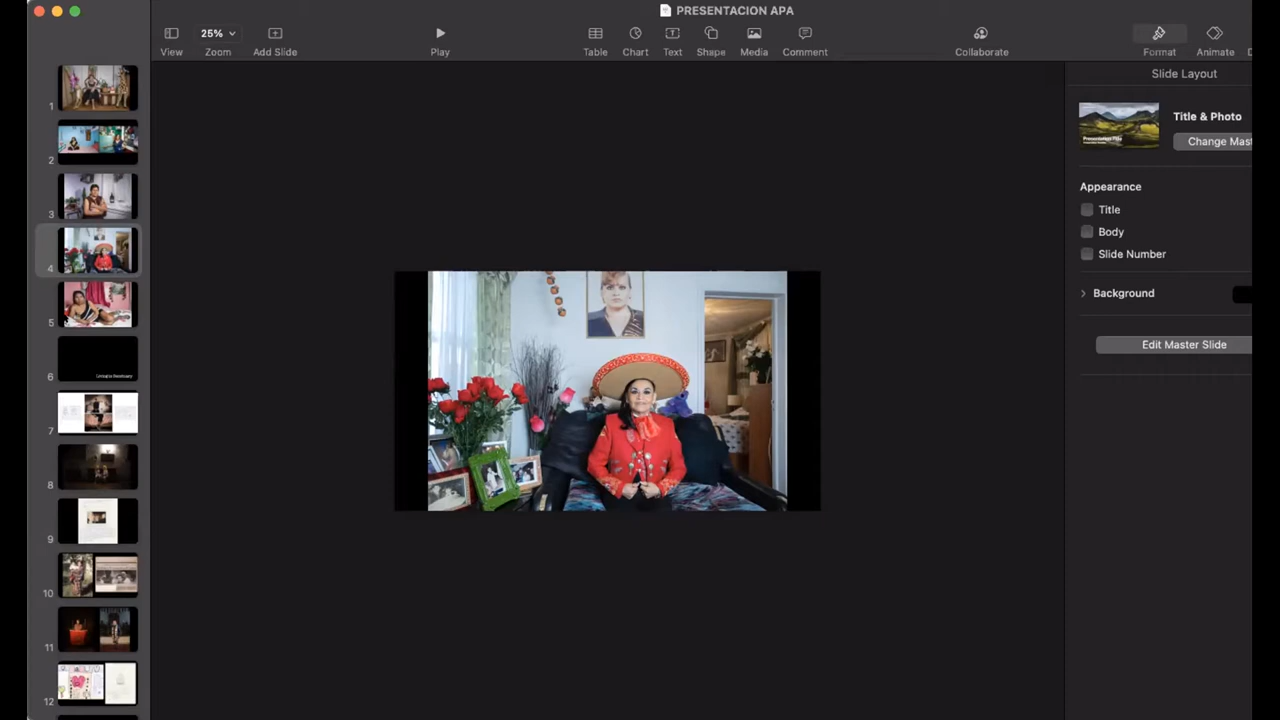 PRESENTACION APA
25%
View
Zoom
Add Slide
Play
Table
Chart
Text
Shape
Media
Comment
Collaborate
Format
Animate
Slide Layout
Title & Photo
Change Mast
Appearance
Title
Body
Slide Number
Background
Edit Master Slide
1
2
3
4
5
6
7
8
9
10
11
12